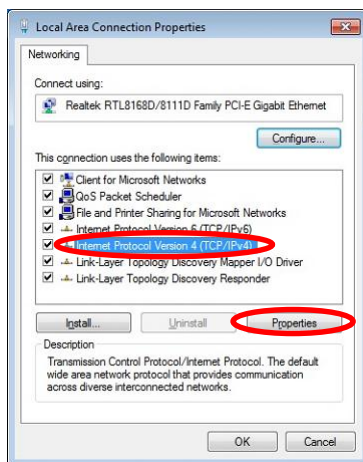 Local Area Connection Properties
Networking
Connect using:
Realtek RTL8168D/8111D Family PCI-E Gigabit Ethernet
Configure...
This connection uses the following items:
Client for Microsoft Networks
QoS Packet Scheduler
File and Printer Sharing for Microsoft Networks
Internet Protocol Version 6 (TCP/IPv6)
Internet Protocol Version 4 (TCP/IPv4)
Link-Layer Topology Discovery Mapper I/O Driver
Link-Layer Topology Discovery Responder
Install...
Uninstall
Properties
Description
Transmission Control Protocol/Internet Protocol. The default
wide area network protocol that provides communication
across diverse interconnected networks.
OK
Cancel